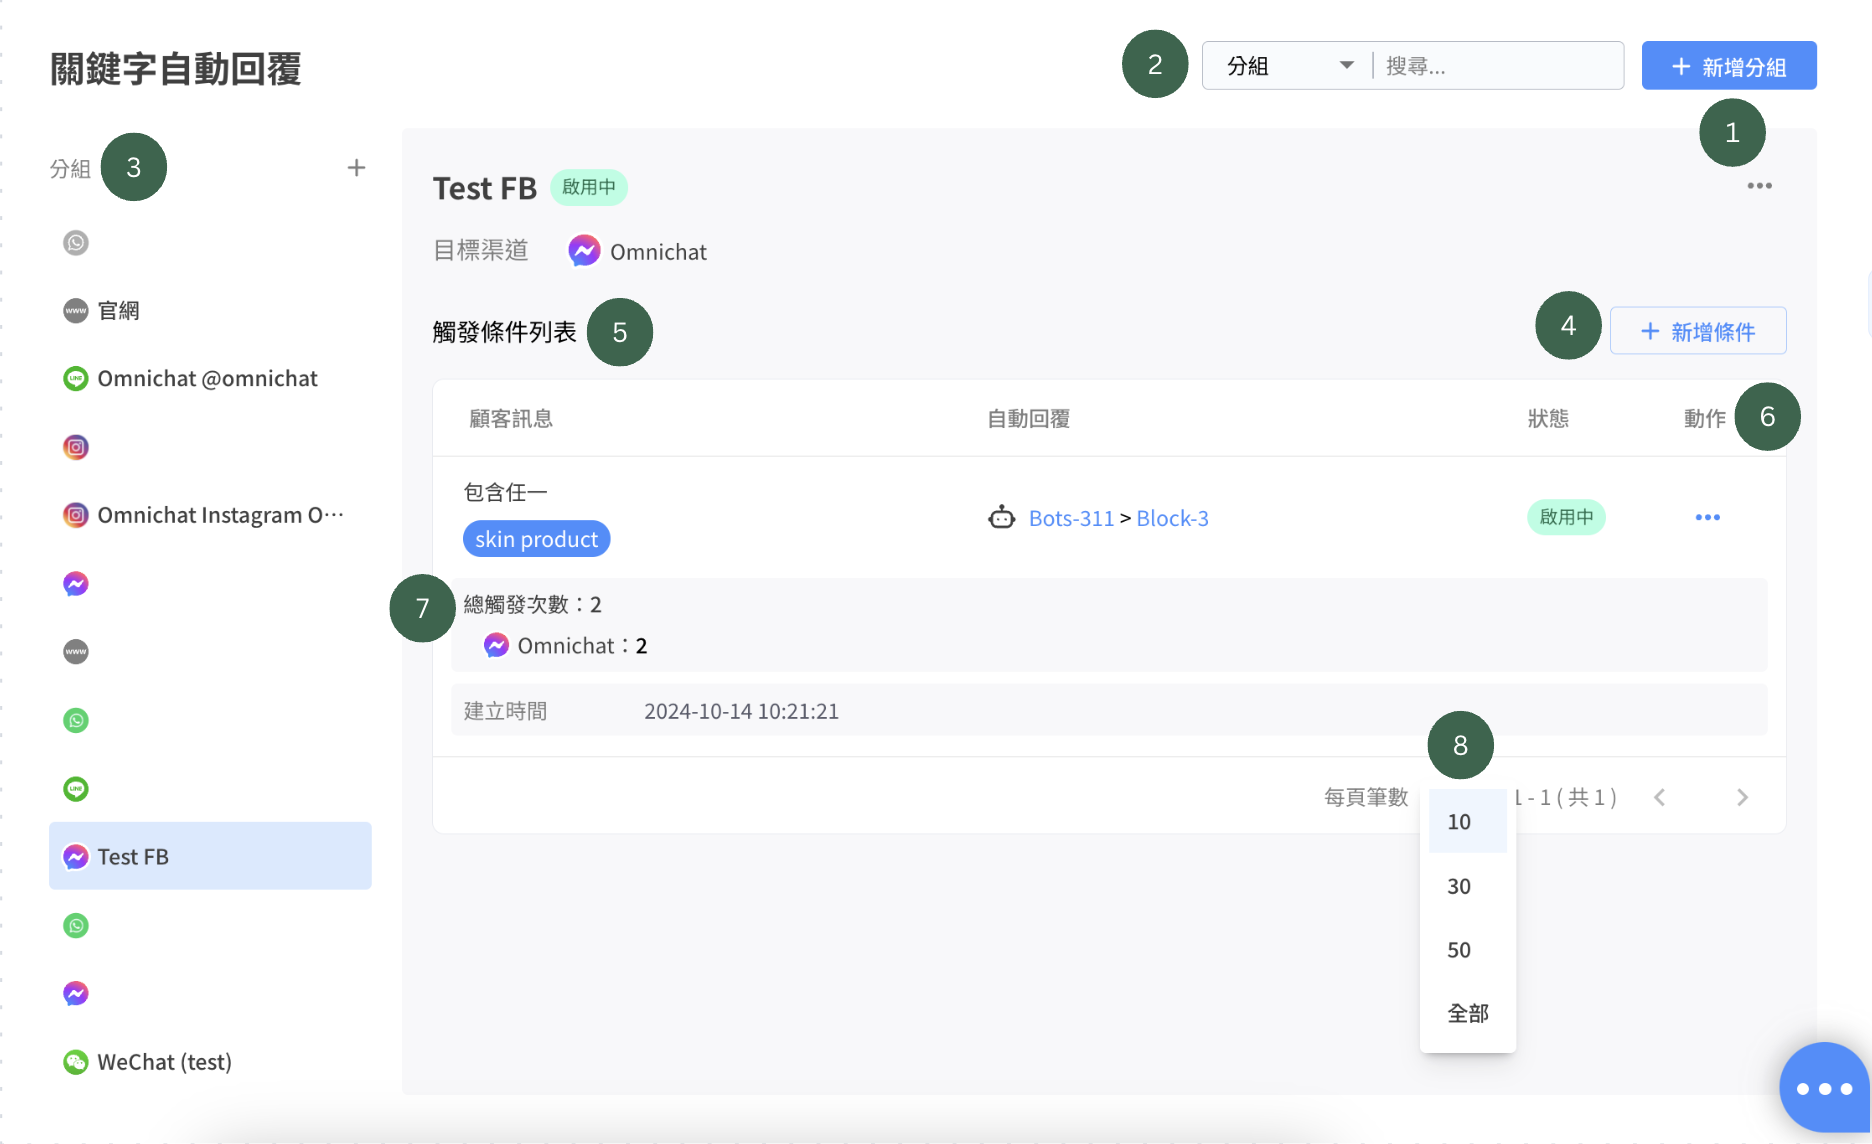 關鍵字自動回覆
2
分組
搜尋...
+ 新增分組
1
分組
3
+
官網
Omnichat @omnichat
Omnichat Instagram O···
Test FB
WeChat (test)
Test FB
啟用中
目標渠道
Omnichat
觸發條件列表
5
4
+ 新增條件
顧客訊息
自動回覆
狀態
動作
6
包含任一
skin product
Bots-311 > Block-3
啟用中
7
總觸發次數：2
Omnichat：2
建立時間
2024-10-14 10:21:21
8
每頁筆數
1 - 1 ( 共 1 )
10
30
50
全部